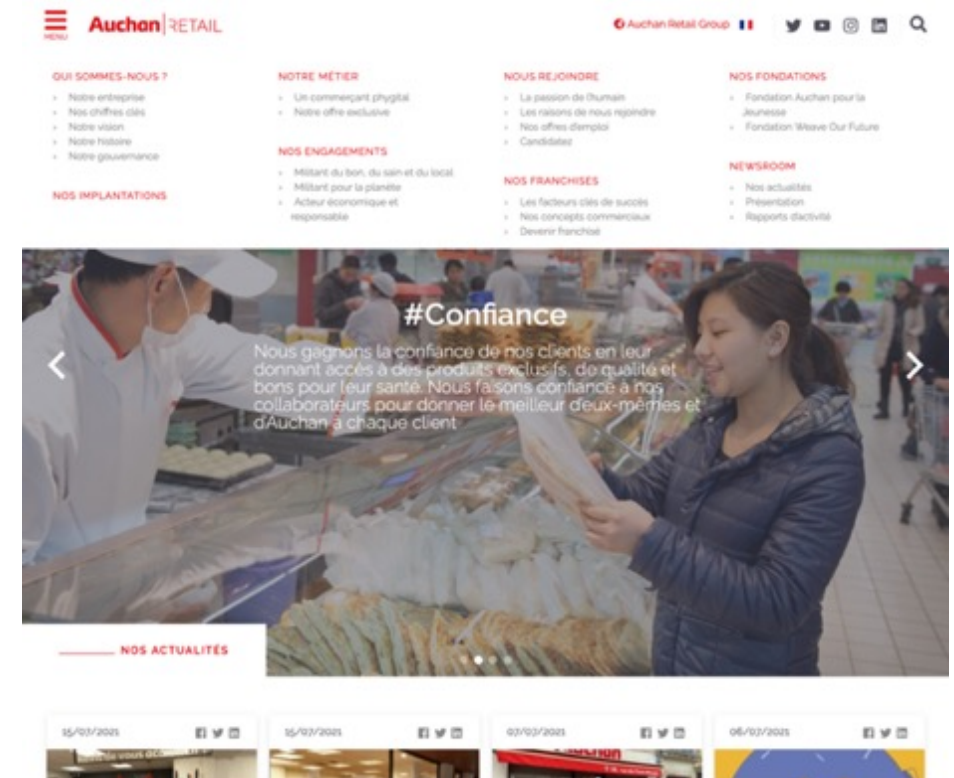 MENU
Auchan RETAIL
Auchan Retail Group
QUI SOMMES-NOUS ?
Notre entreprise
Nos chiffres clés
Notre vision
Notre histoire
Notre gouvernance
NOS IMPLANTATIONS
NOTRE MÉTIER
Un commerçant phygital
Notre offre exclusive
NOS ENGAGEMENTS
Militant du bon, du sain et du local
Militant pour la planète
Acteur économique et
responsable
NOUS REJOINDRE
La passion de l'humain
Les raisons de nous rejoindre
Nos offres d'emploi
Candidatez
NOS FRANCHISES
Les facteurs clés de succès
Nos concepts commerciaux
Devenir franchisé
NOS FONDATIONS
Fondation Auchan pour la
Jeunesse
Fondation Weave Our Future
NEWSROOM
Nos actualités
Présentation
Rapports d'activité
#Confiance
Nous gagnons la confiance de nos clients en leur
donnant accès à des produits exclusifs, de qualité et
bons pour leur santé. Nous faisons confiance à nos
collaborateurs pour donner le meilleur d'eux-mêmes et
d'Auchan à chaque client
NOS ACTUALITÉS
15/07/2021
15/07/2021
07/07/2021
06/07/2021
Auchan